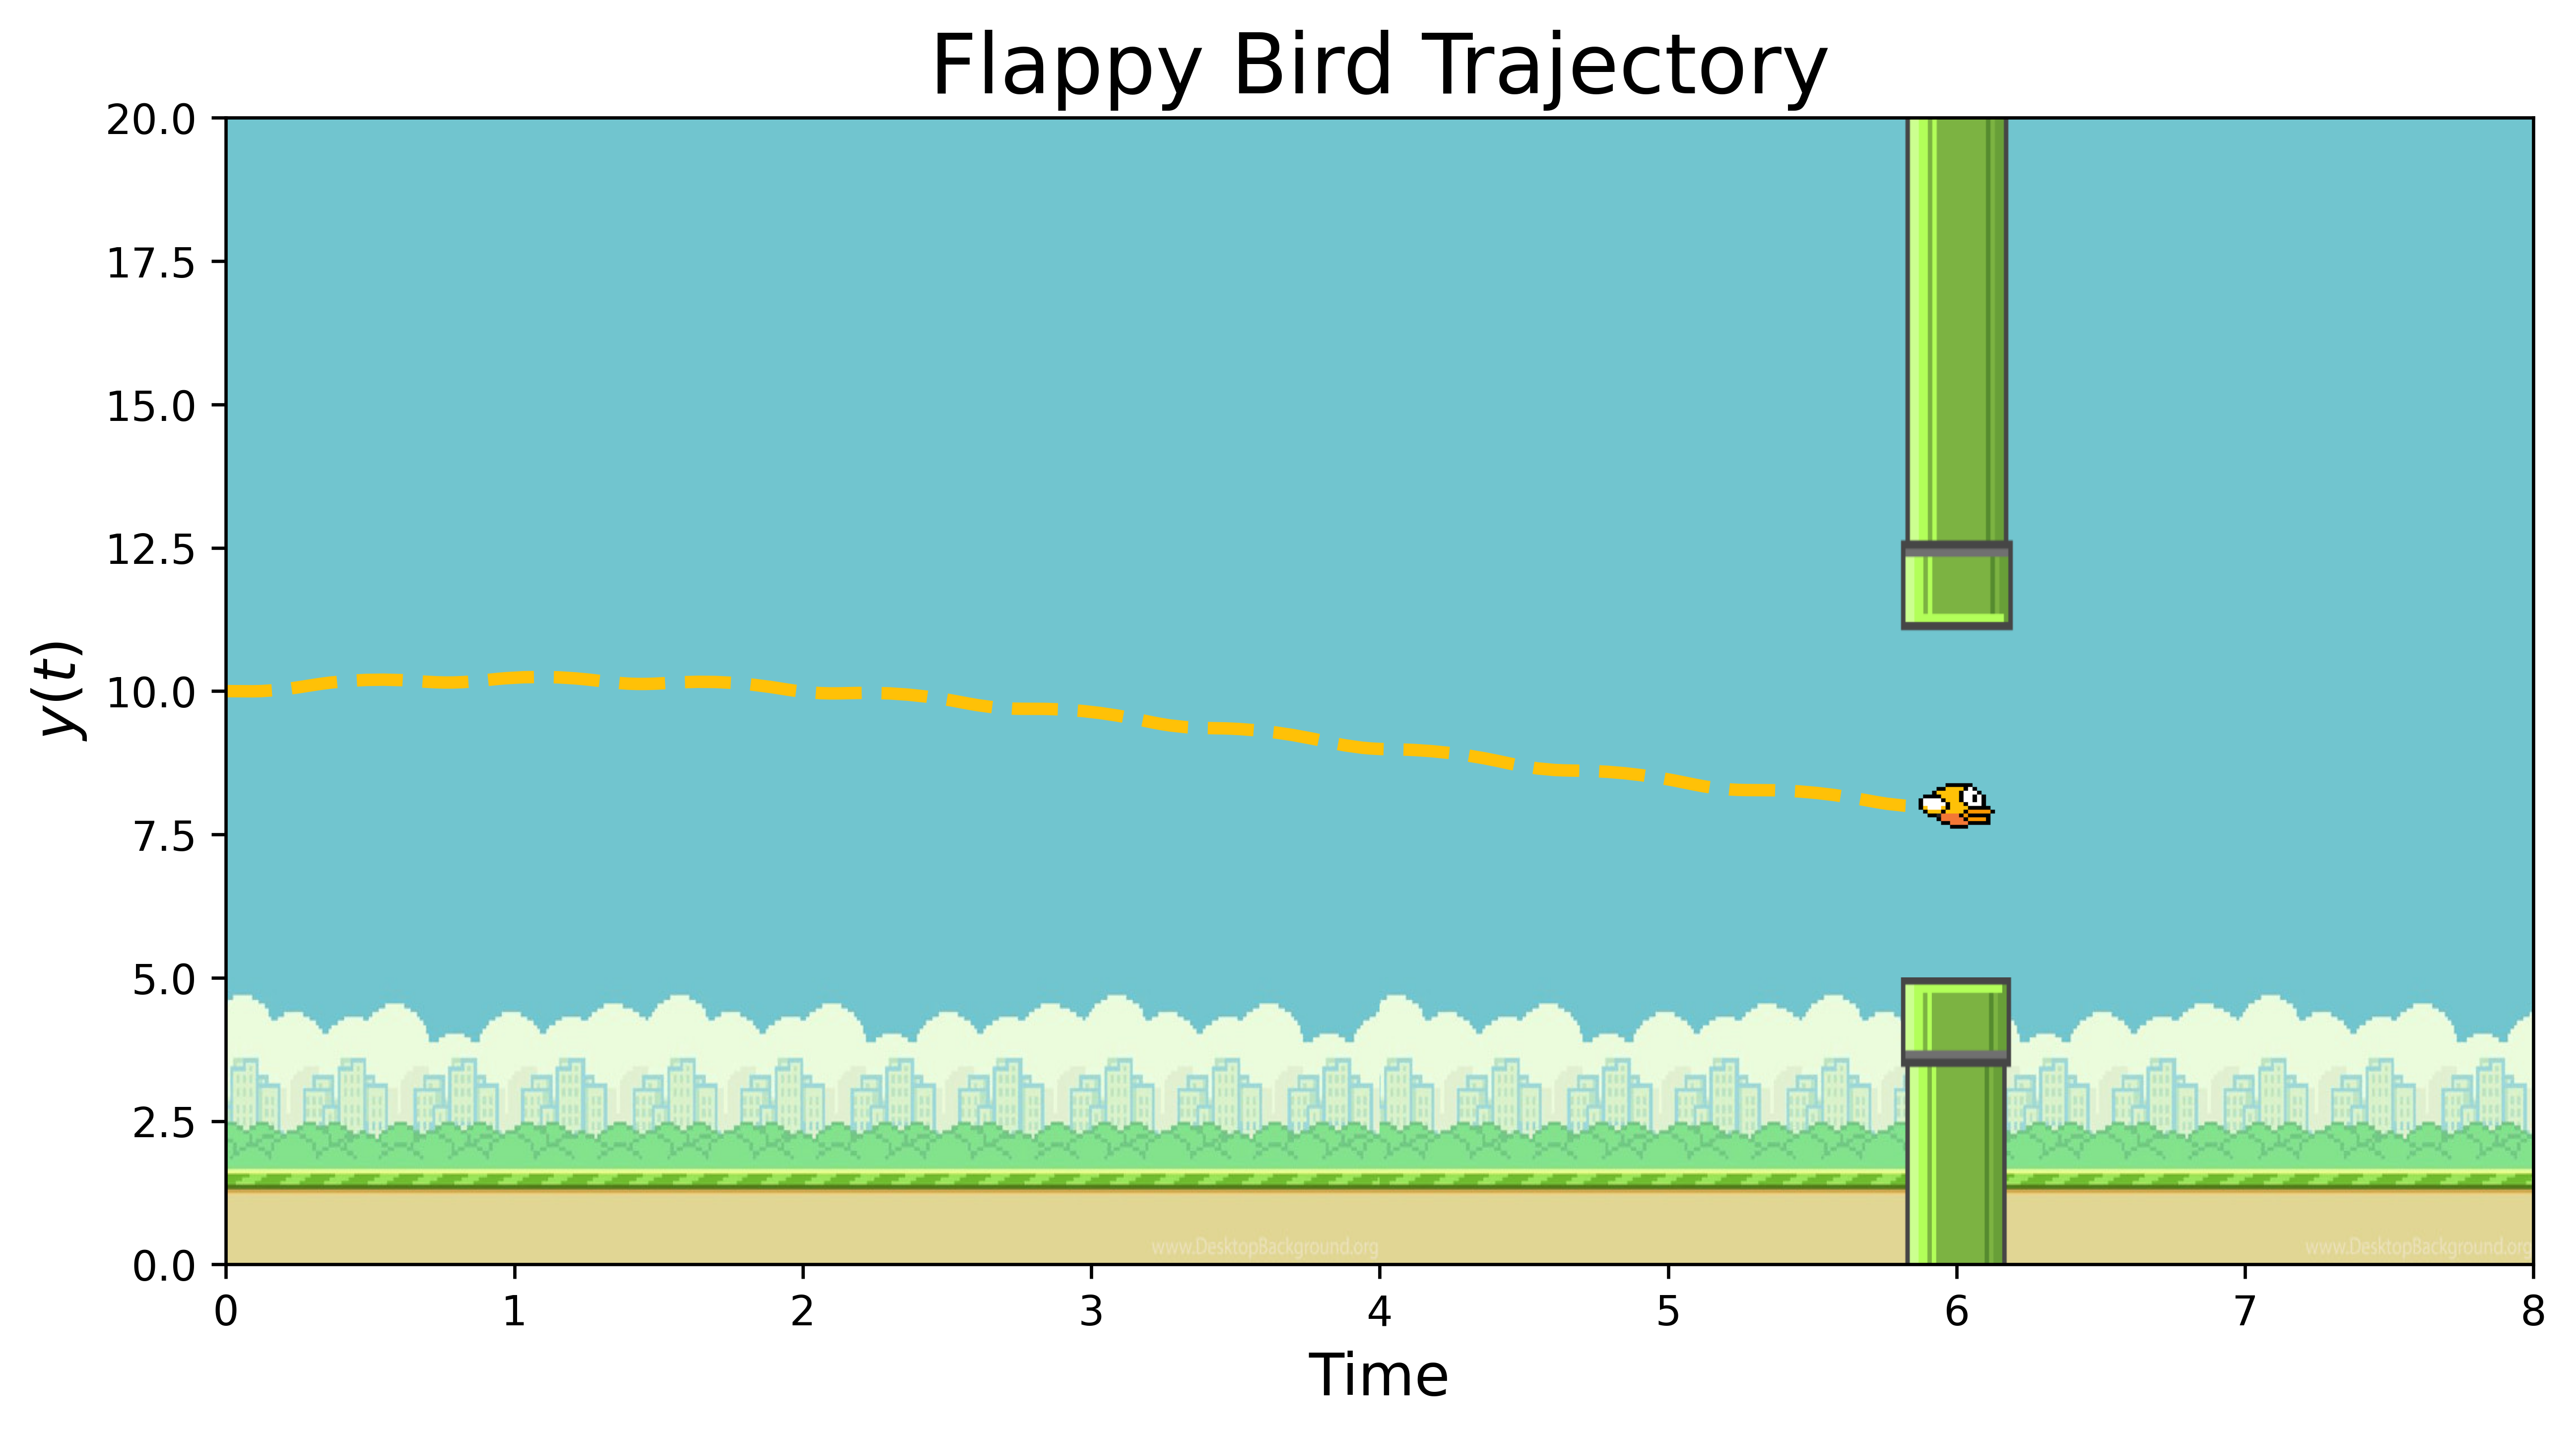 Flappy Bird Trajectory
20.0
17.5
15.0
12.5
10.0
7.5
5.0
2.5
0.0
y(t)
www.DesktopBackground.org www.DesktopBackground.org
0 1 2 3 4 5 6 7 8
Time